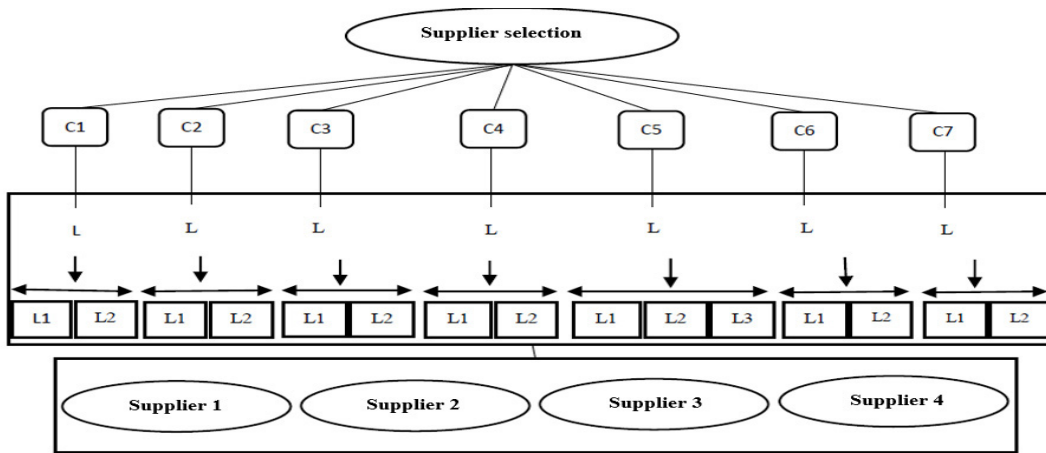 Supplier selection
C1 C2 C3 C4 C5 C6 C7
L L L L L L L
L1 L2 L1 L2 L1 L2 L1 L2 L1 L2 L3 L1 L2 L1 L2
Supplier 1 Supplier 2 Supplier 3 Supplier 4